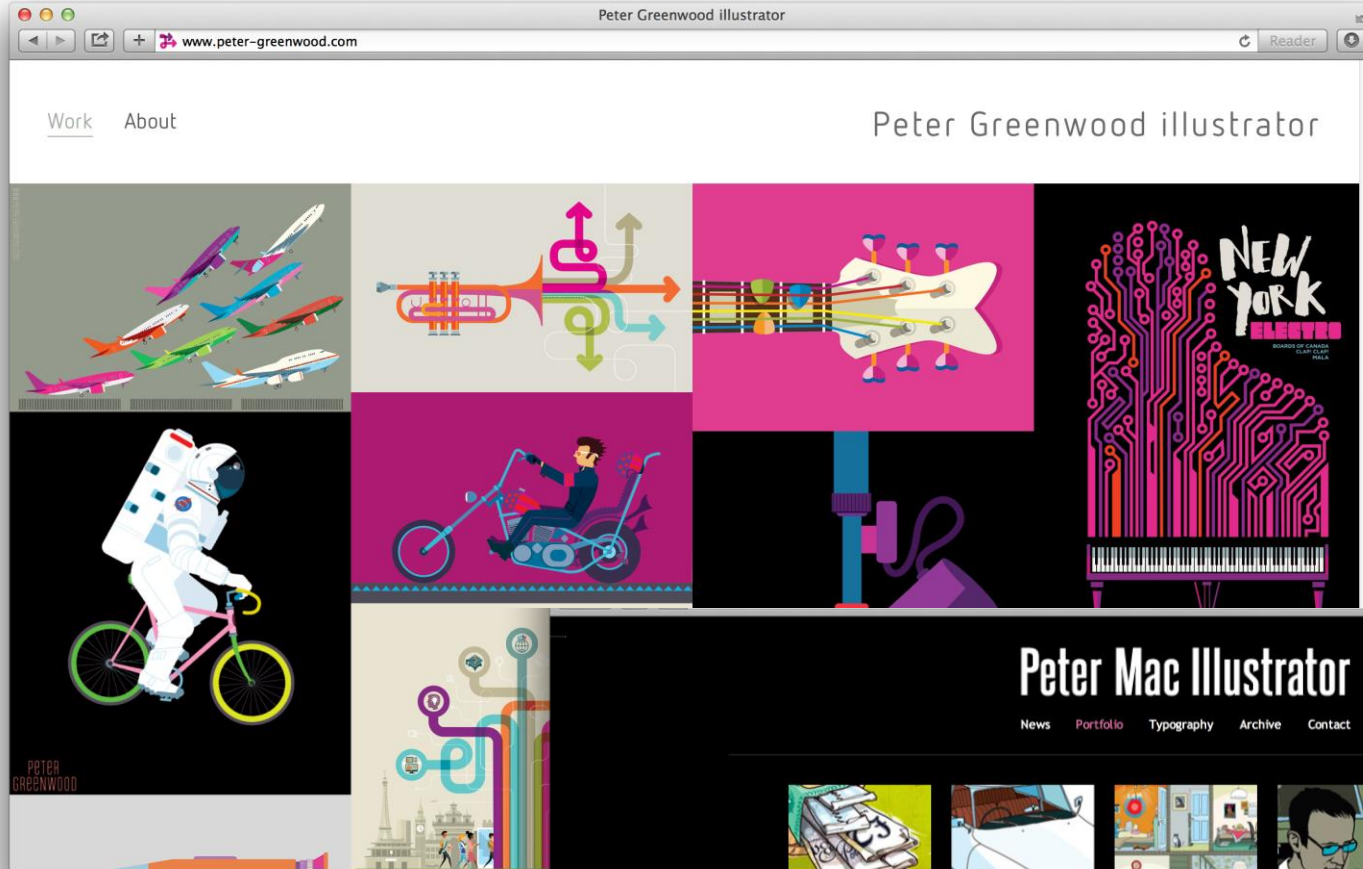 Peter Greenwood illustrator
www.peter-greenwood.com
Reader
Work About
Peter Greenwood illustrator
NEW
YORK
ELECTRO
BOARDS OF CANADA
CLAP! CLAP!
MALA
PETER
GREENWOOD
Peter Mac Illustrator
News Portfolio Typography Archive Contact